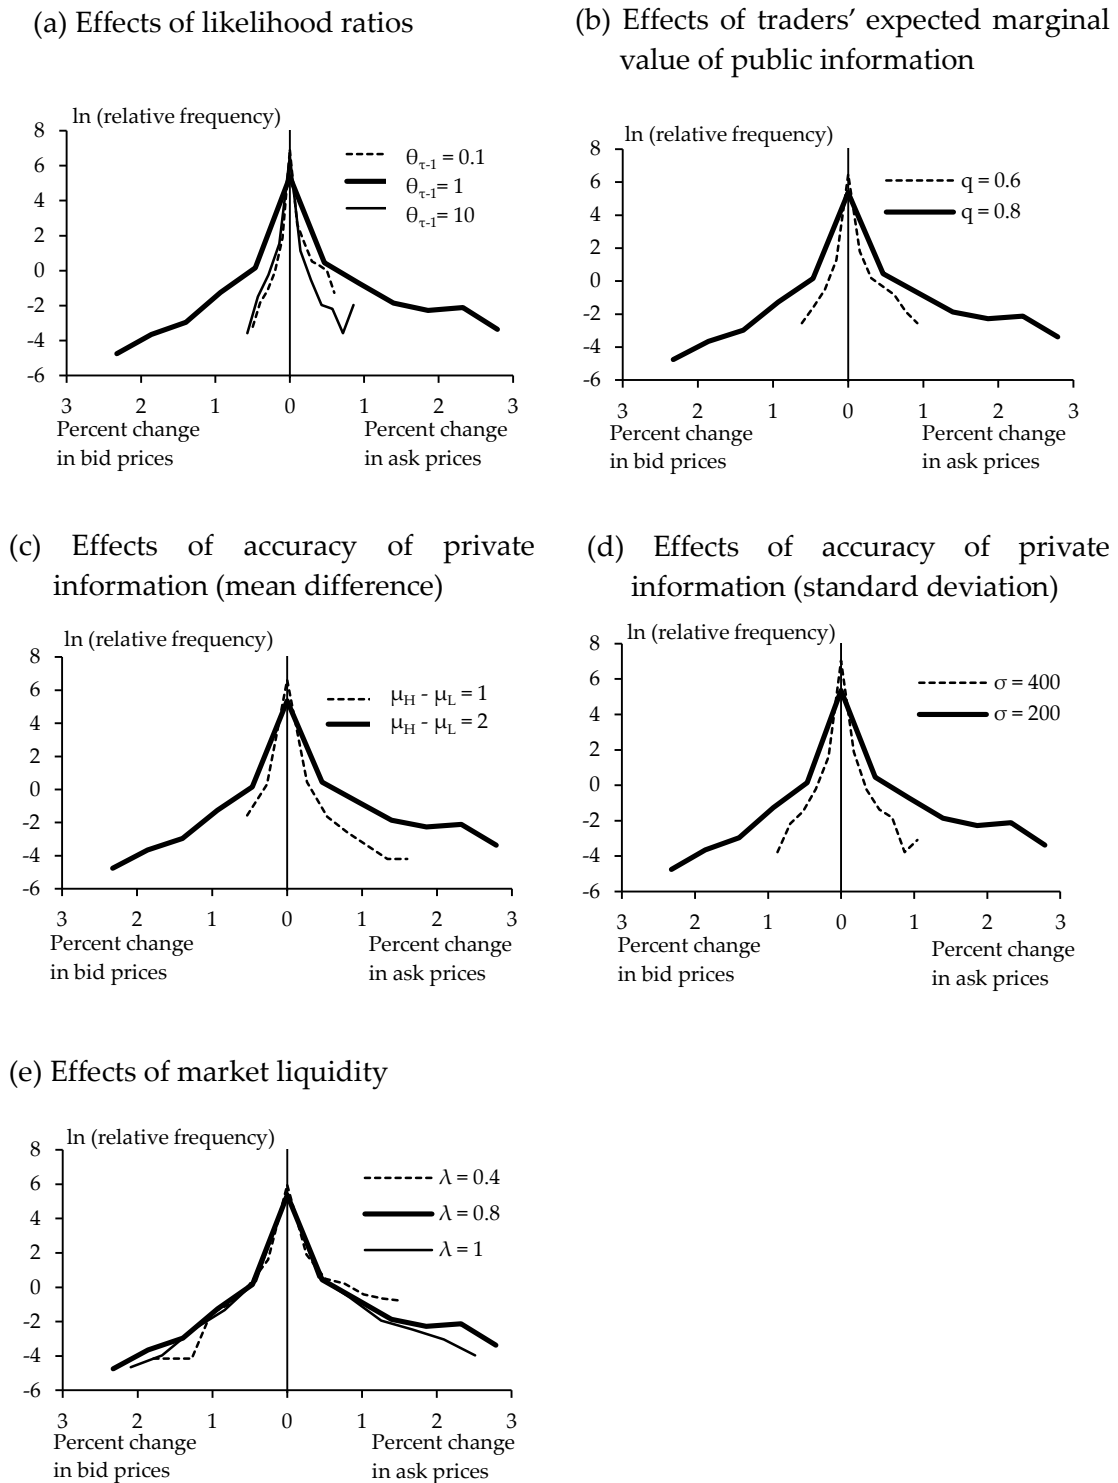 (a) Effects of likelihood ratios
ln (relative frequency)
8
6
4
2
0
-2
-4
-6
θτ-1 = 0.1
θτ-1= 1
θτ-1= 10
3 2 1 0 1 2 3
Percent change
in bid prices
Percent change
in ask prices
(b) Effects of traders’ expected marginal
value of public information
ln (relative frequency)
8
6
4
2
0
-2
-4
-6
q = 0.6
q = 0.8
3 2 1 0 1 2 3
Percent change
in bid prices
Percent change
in ask prices
(c) Effects of accuracy of private
information (mean difference)
ln (relative frequency)
8
6
4
2
0
-2
-4
-6
μH - μL = 1
μH - μL = 2
3 2 1 0 1 2 3
Percent change
in bid prices
Percent change
in ask prices
(d) Effects of accuracy of private
information (standard deviation)
ln (relative frequency)
8
6
4
2
0
-2
-4
-6
σ = 400
σ = 200
3 2 1 0 1 2 3
Percent change
in bid prices
Percent change
in ask prices
(e) Effects of market liquidity
ln (relative frequency)
8
6
4
2
0
-2
-4
-6
λ = 0.4
λ = 0.8
λ = 1
3 2 1 0 1 2 3
Percent change
in bid prices
Percent change
in ask prices